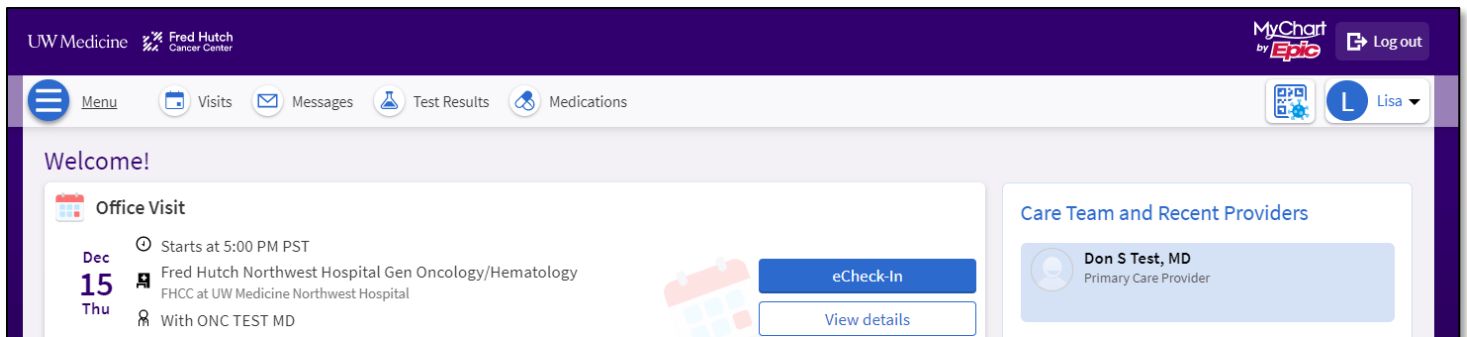 UW Medicine Fred Hutch Cancer Center
MyChart by Epic
Log out
Menu Visits Messages Test Results Medications
L Lisa
Welcome!
Office Visit
Dec 15 Thu
Starts at 5:00 PM PST
Fred Hutch Northwest Hospital Gen Oncology/Hematology
FHCC at UW Medicine Northwest Hospital
With ONC TEST MD
eCheck-In
View details
Care Team and Recent Providers
Don S Test, MD
Primary Care Provider